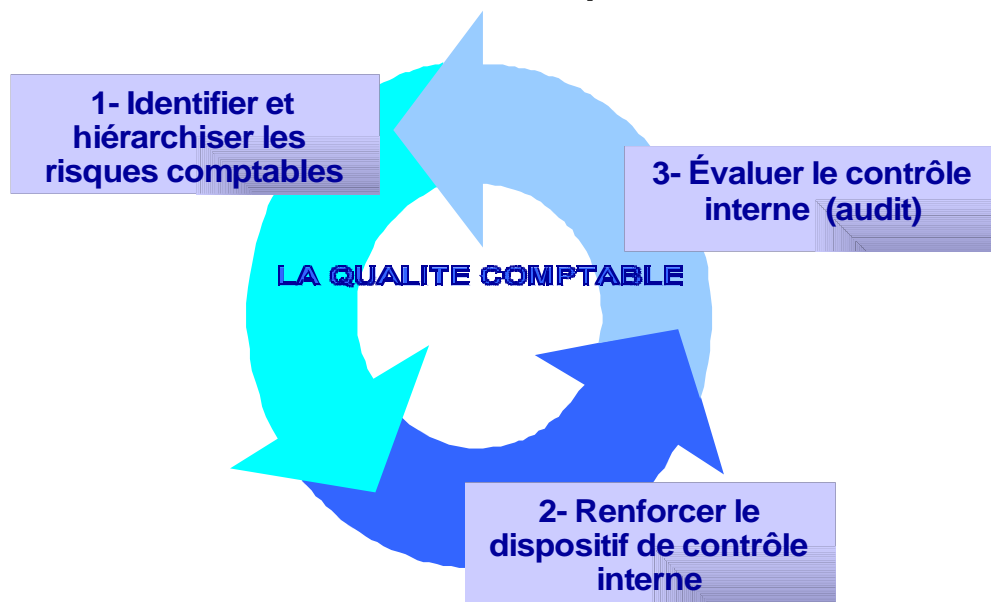 1- Identifier et
hiérarchiser les
risques comptables
3- Évaluer le contrôle
interne (audit)
LA QUALITE COMPTABLE
2- Renforcer le
dispositif de contrôle
interne